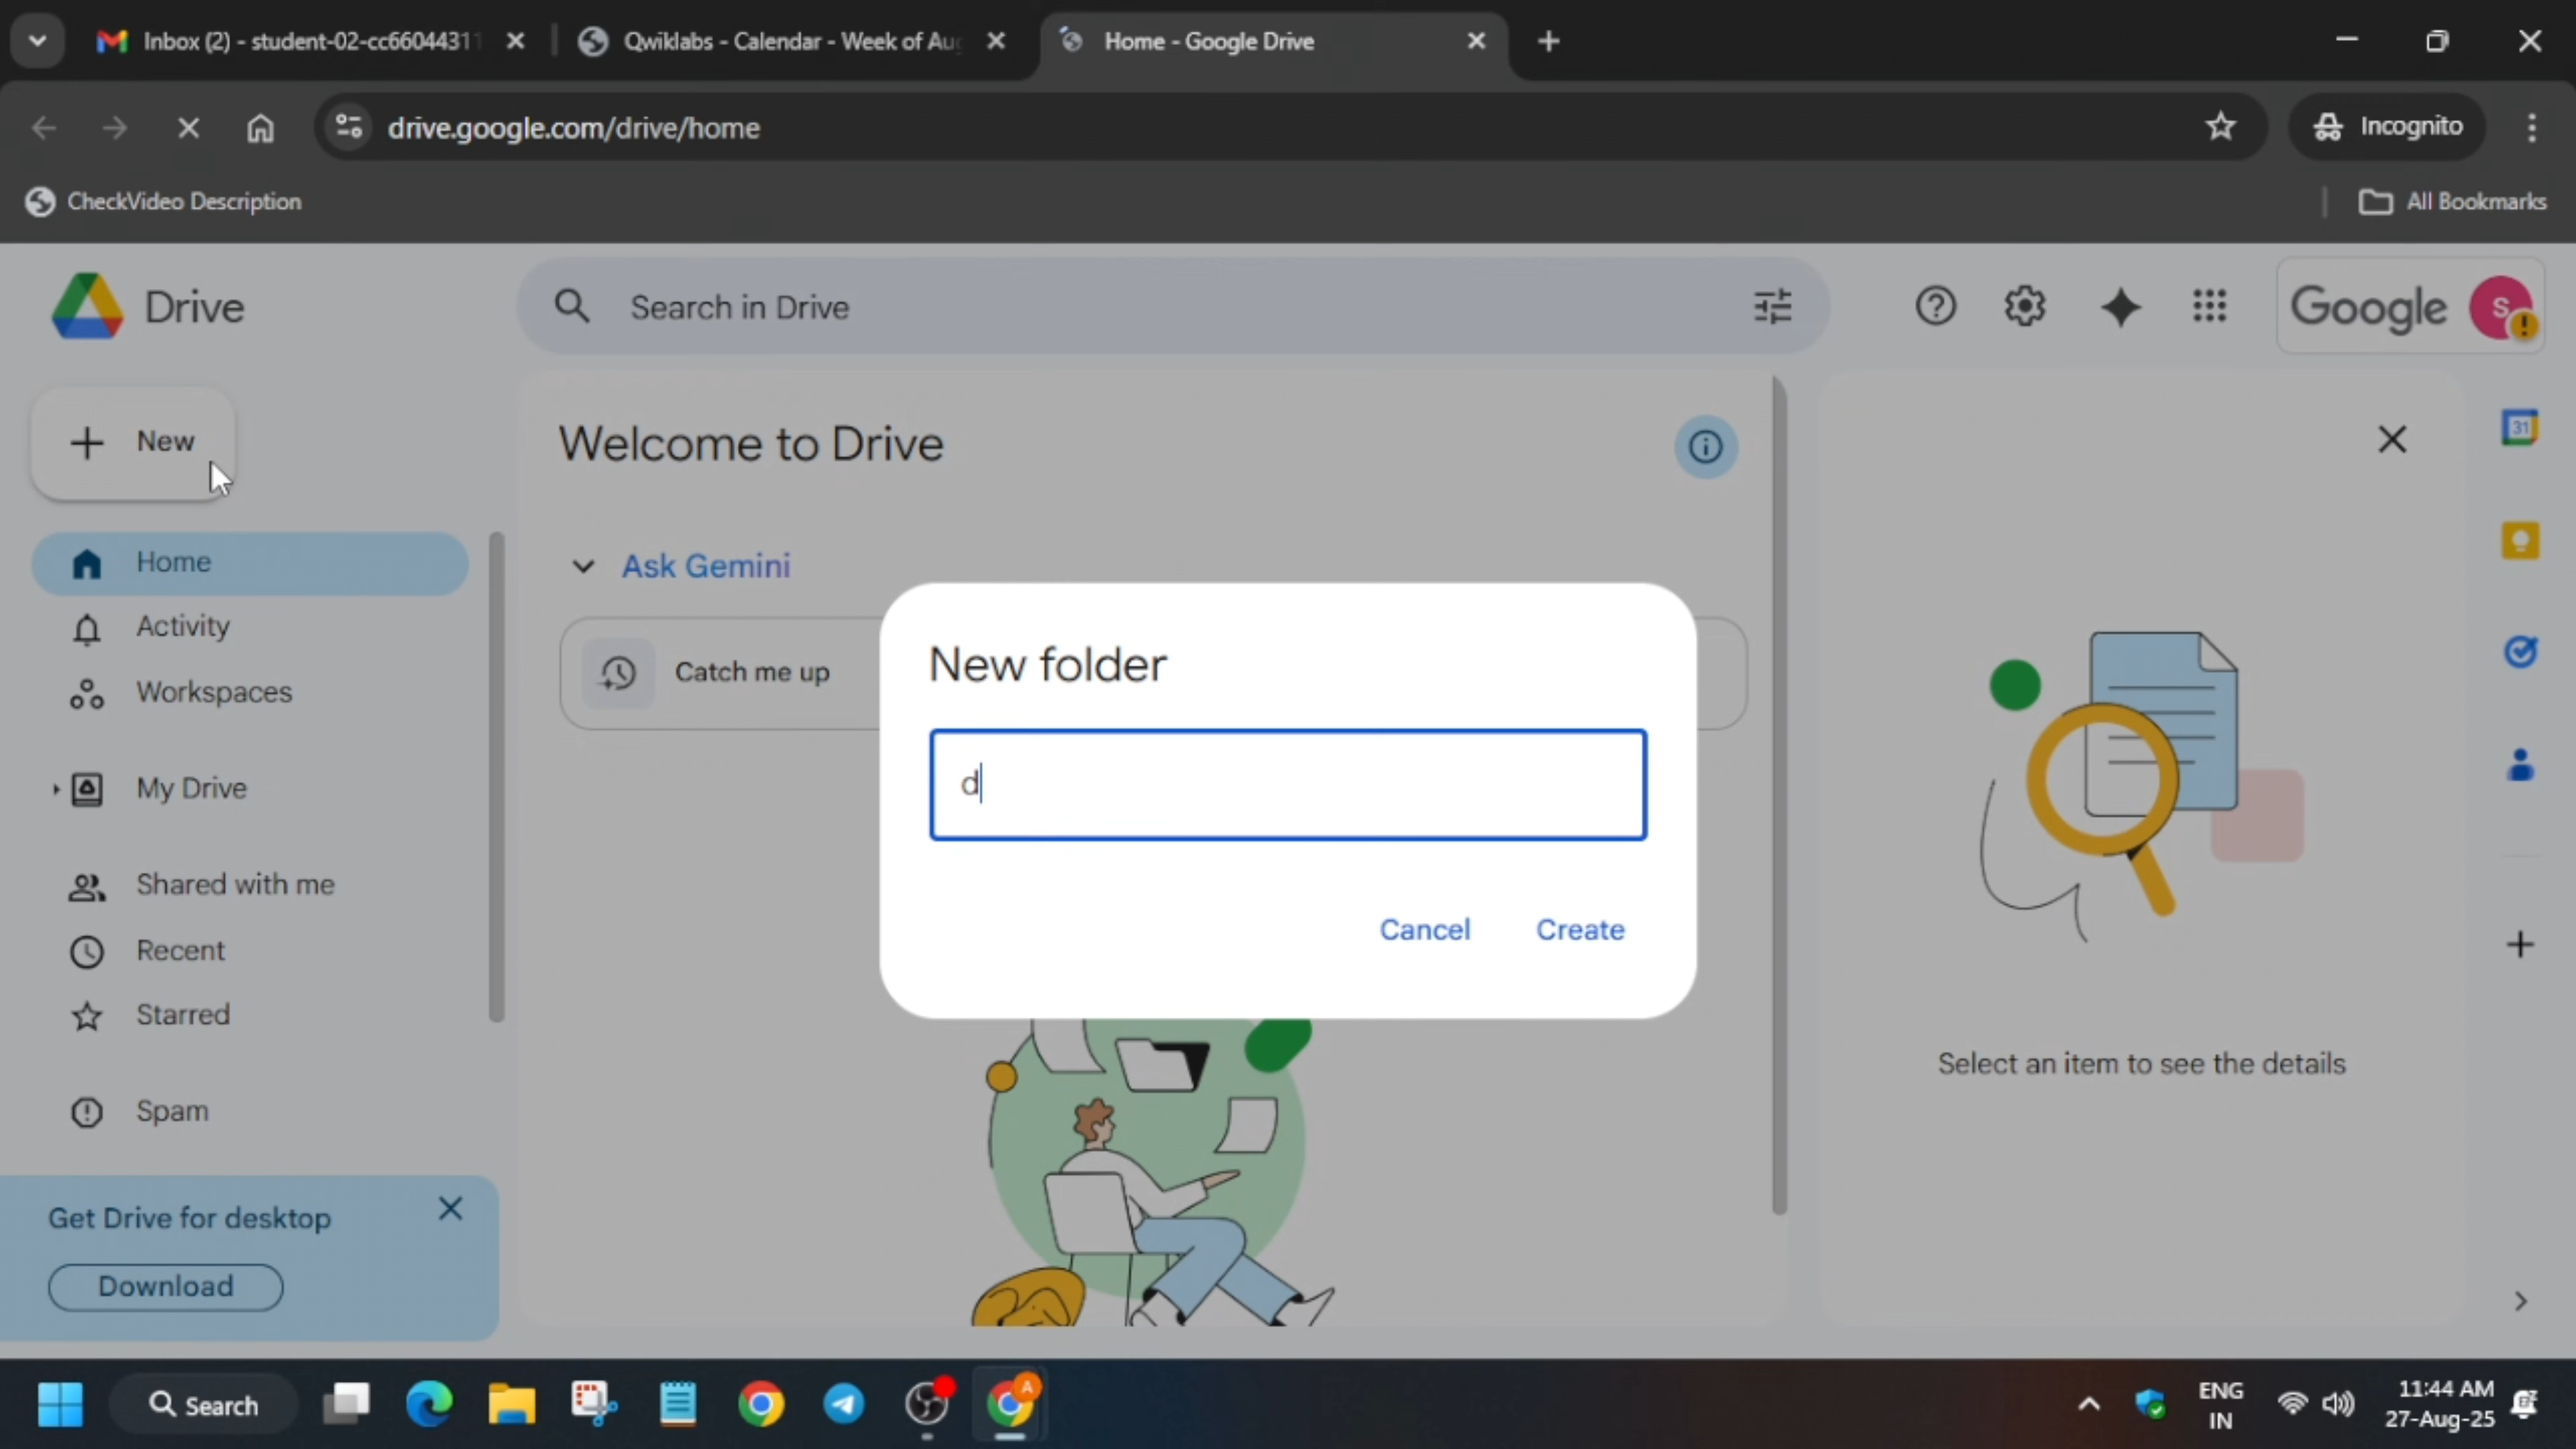 Inbox (2) - student-02-cc66044311
Qwiklabs - Calendar - Week of Au
Home - Google Drive
drive.google.com/drive/home
Incognito
CheckVideo Description
All Bookmarks
Drive
Search in Drive
Google
S
New
Welcome to Drive
31
Home
Ask Gemini
Activity
Catch me up
Workspaces
New folder
d
My Drive
Shared with me
Cancel
Create
Recent
Starred
Select an item to see the details
Spam
Get Drive for desktop
Download
Search
A
ENG
IN
11:44 AM
27-Aug-25